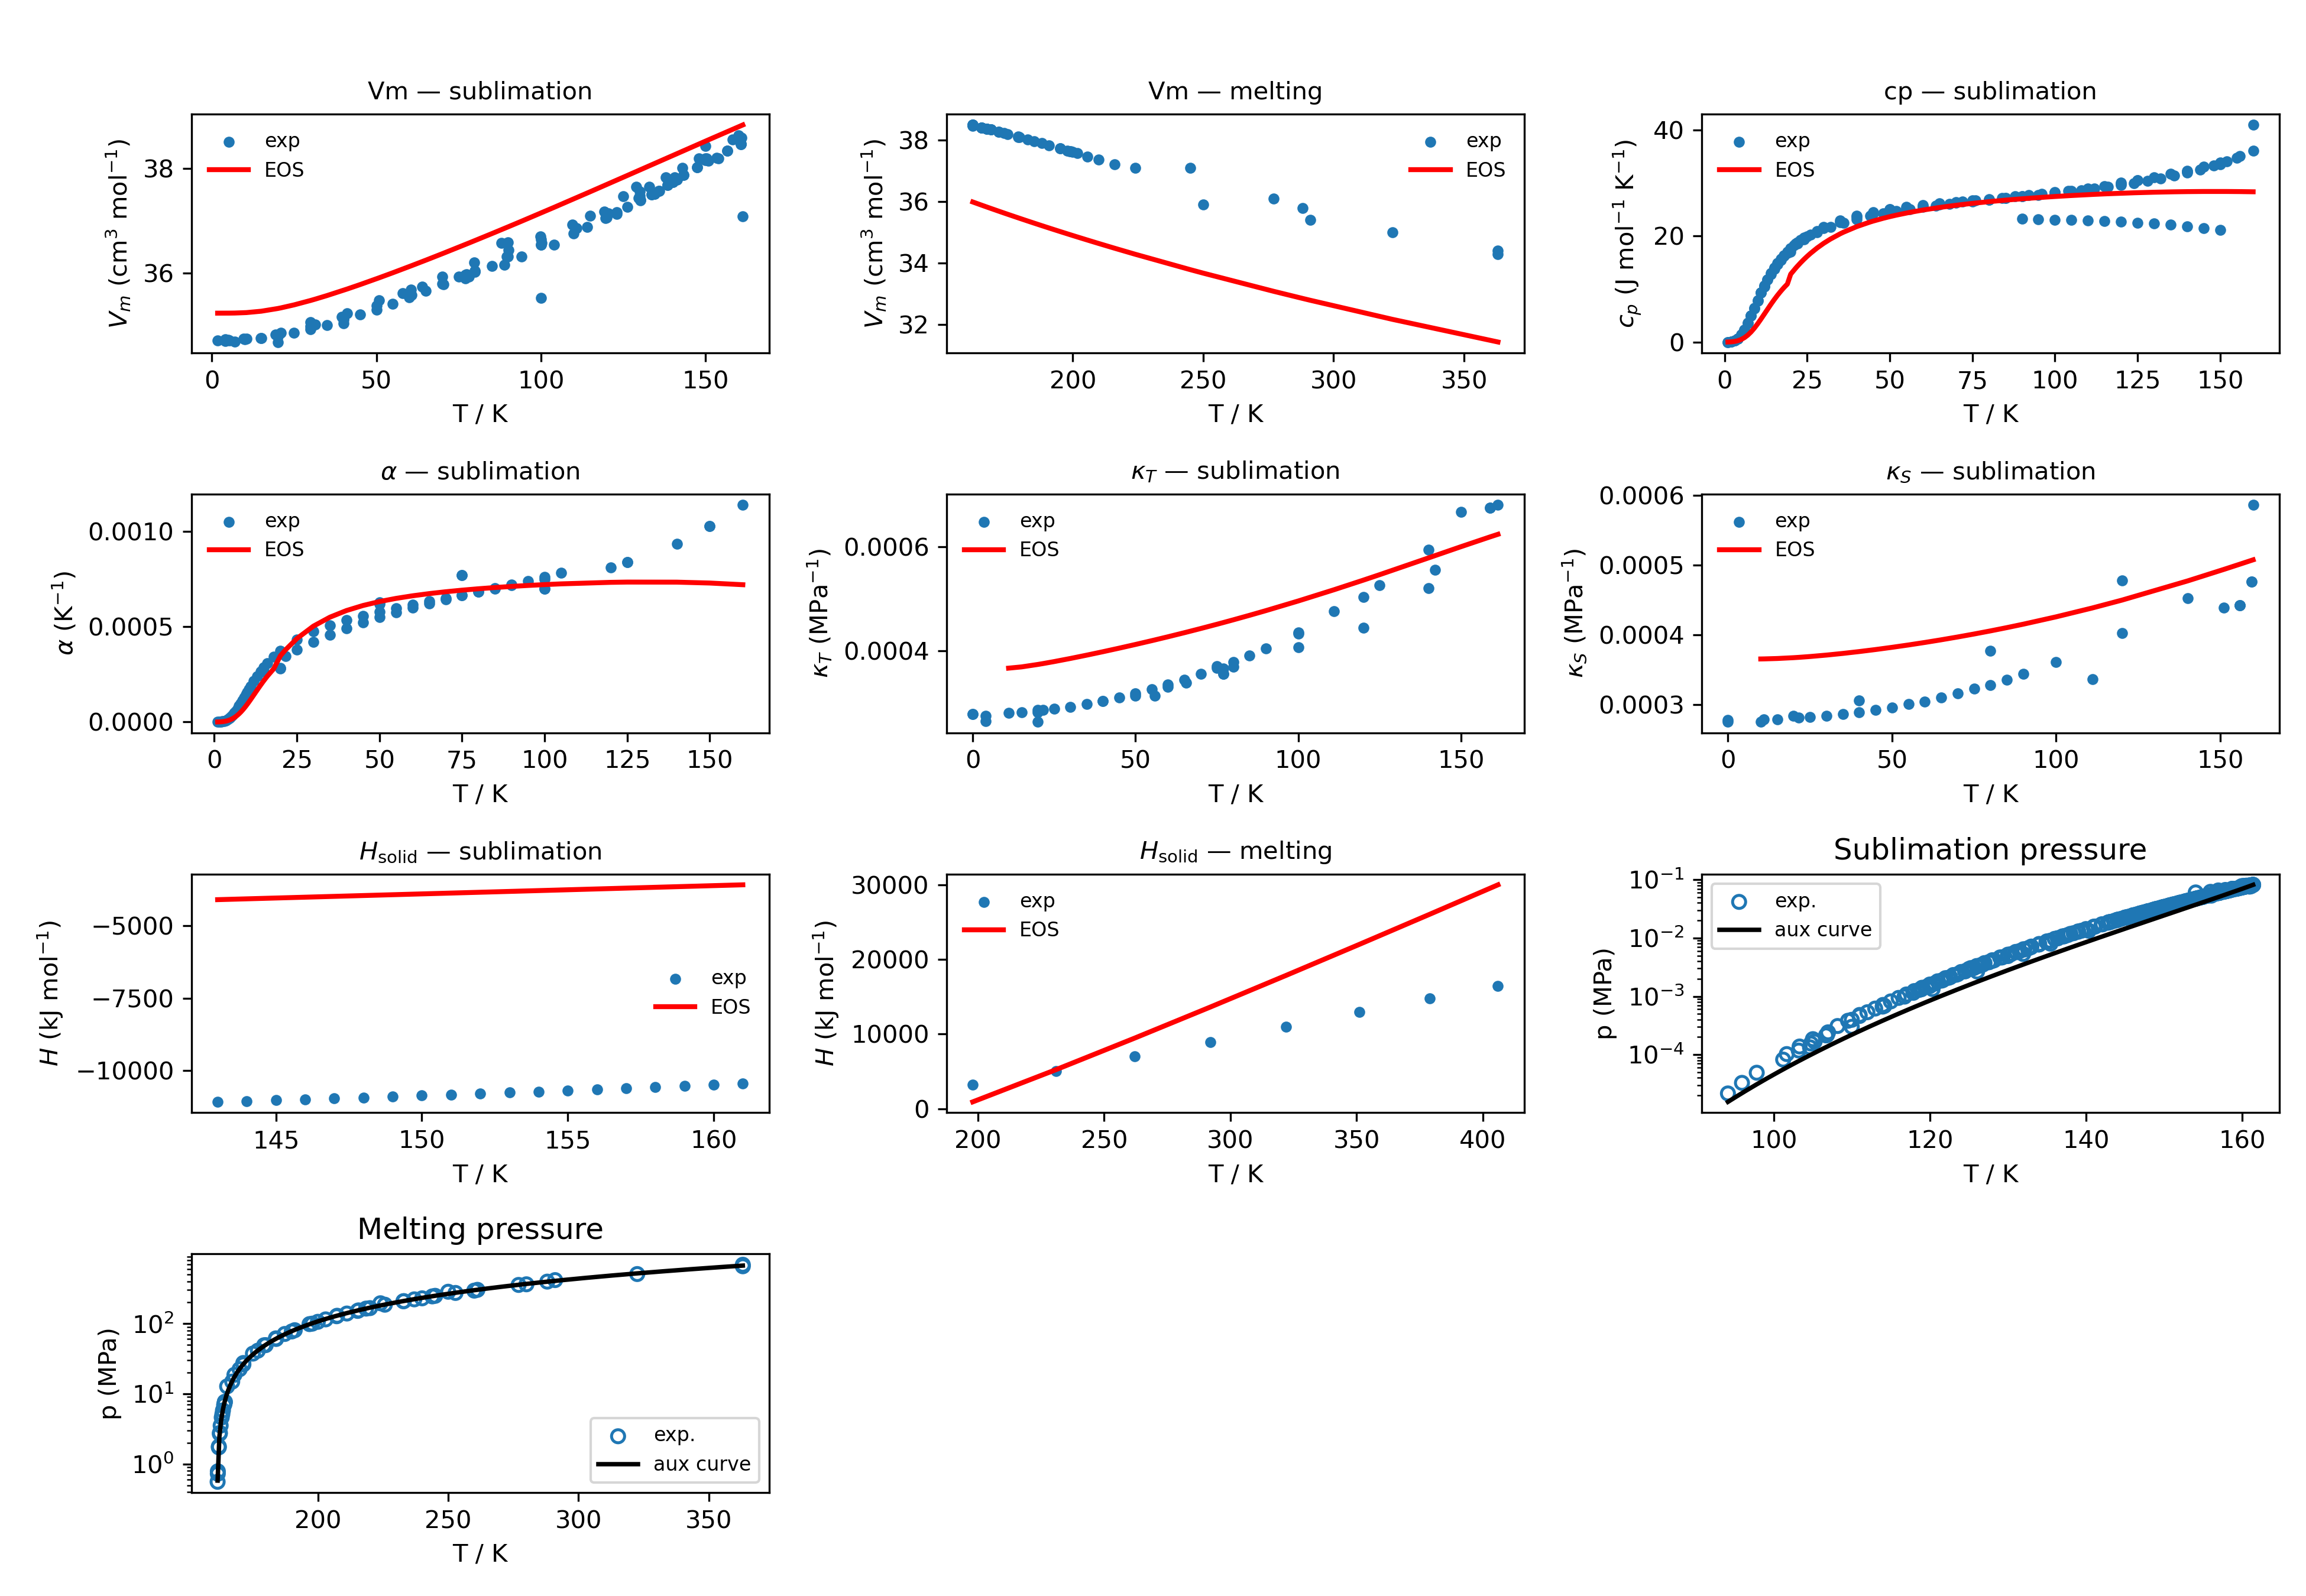 Vm — sublimation
Vm — melting
cp — sublimation
Vₘ (cm³ mol⁻¹)
38
36
exp
EOS
0 50 100 150
T / K
Vₘ (cm³ mol⁻¹)
38
36
34
32
exp
EOS
200 250 300 350
T / K
cₚ (J mol⁻¹ K⁻¹)
40
20
0
exp
EOS
0 25 50 75 100 125 150
T / K
α — sublimation
κ_T — sublimation
κ_S — sublimation
α (K⁻¹)
0.0010
0.0005
0.0000
exp
EOS
0 25 50 75 100 125 150
T / K
κ_T (MPa⁻¹)
0.0006
0.0004
exp
EOS
0 50 100 150
T / K
κ_S (MPa⁻¹)
0.0006
0.0005
0.0004
0.0003
exp
EOS
0 50 100 150
T / K
H_solid — sublimation
H_solid — melting
Sublimation pressure
H (kJ mol⁻¹)
−5000
−7500
−10000
exp
EOS
145 150 155 160
T / K
H (kJ mol⁻¹)
30000
20000
10000
0
exp
EOS
200 250 300 350 400
T / K
p (MPa)
10⁻¹
10⁻²
10⁻³
10⁻⁴
exp.
aux curve
100 120 140 160
T / K
Melting pressure
p (MPa)
10²
10¹
10⁰
exp.
aux curve
200 250 300 350
T / K